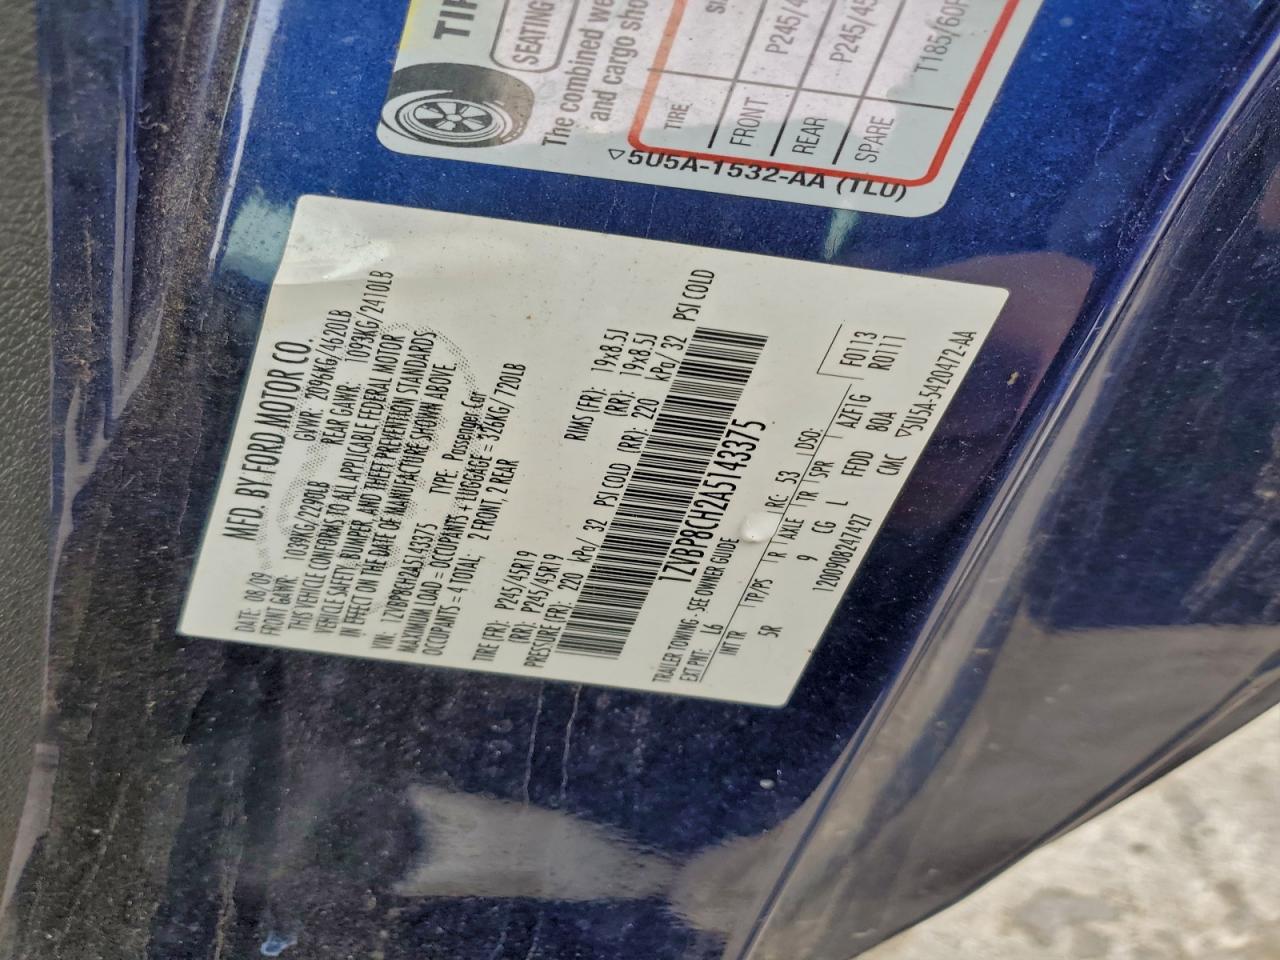 TIR
SEATING
The combined we
and cargo sho
TIRE SI
FRONT P245/4
REAR P245/45
SPARE T185/60R
▽5U5A-1532-AA (TLU)
MFD. BY FORD MOTOR CO.
DATE: 08/09 GVWR: 2096KG/4620LB
FRONT GAWR: 1039KG/2290LB REAR GAWR: 1093KG/2410LB
THIS VEHICLE CONFORMS TO ALL APPLICABLE FEDERAL MOTOR
VEHICLE SAFETY, BUMPER, AND THEFT PREVENTION STANDARDS
IN EFFECT ON THE DATE OF MANUFACTURE SHOWN ABOVE.
VIN: 1ZVBP8CH2A5143375 TYPE: Passenger Car
MAXIMUM LOAD = OCCUPANTS + LUGGAGE = 326KG/720LB
OCCUPANTS = 4 TOTAL, 2 FRONT, 2 REAR
TIRE (FR): P245/45R19 RIMS (FR): 19x8.5J
(RR): P245/45R19 (RR): 19x8.5J
PRESSURE (FR): 220 kPa/ 32 PSI COLD (RR): 220 kPa/ 32 PSI COLD
1ZVBP8CH2A5143375
TRAILER TOWING - SEE OWNER GUIDE
EXT PNT: L6 RC: 53 DSO: F0113
INT TR TP/PS R AXLE TR SPR AZFTG R0111
5R 9 CG L FFDD 80A
1200908247427 CMC ▽5U5A-5420472-AA